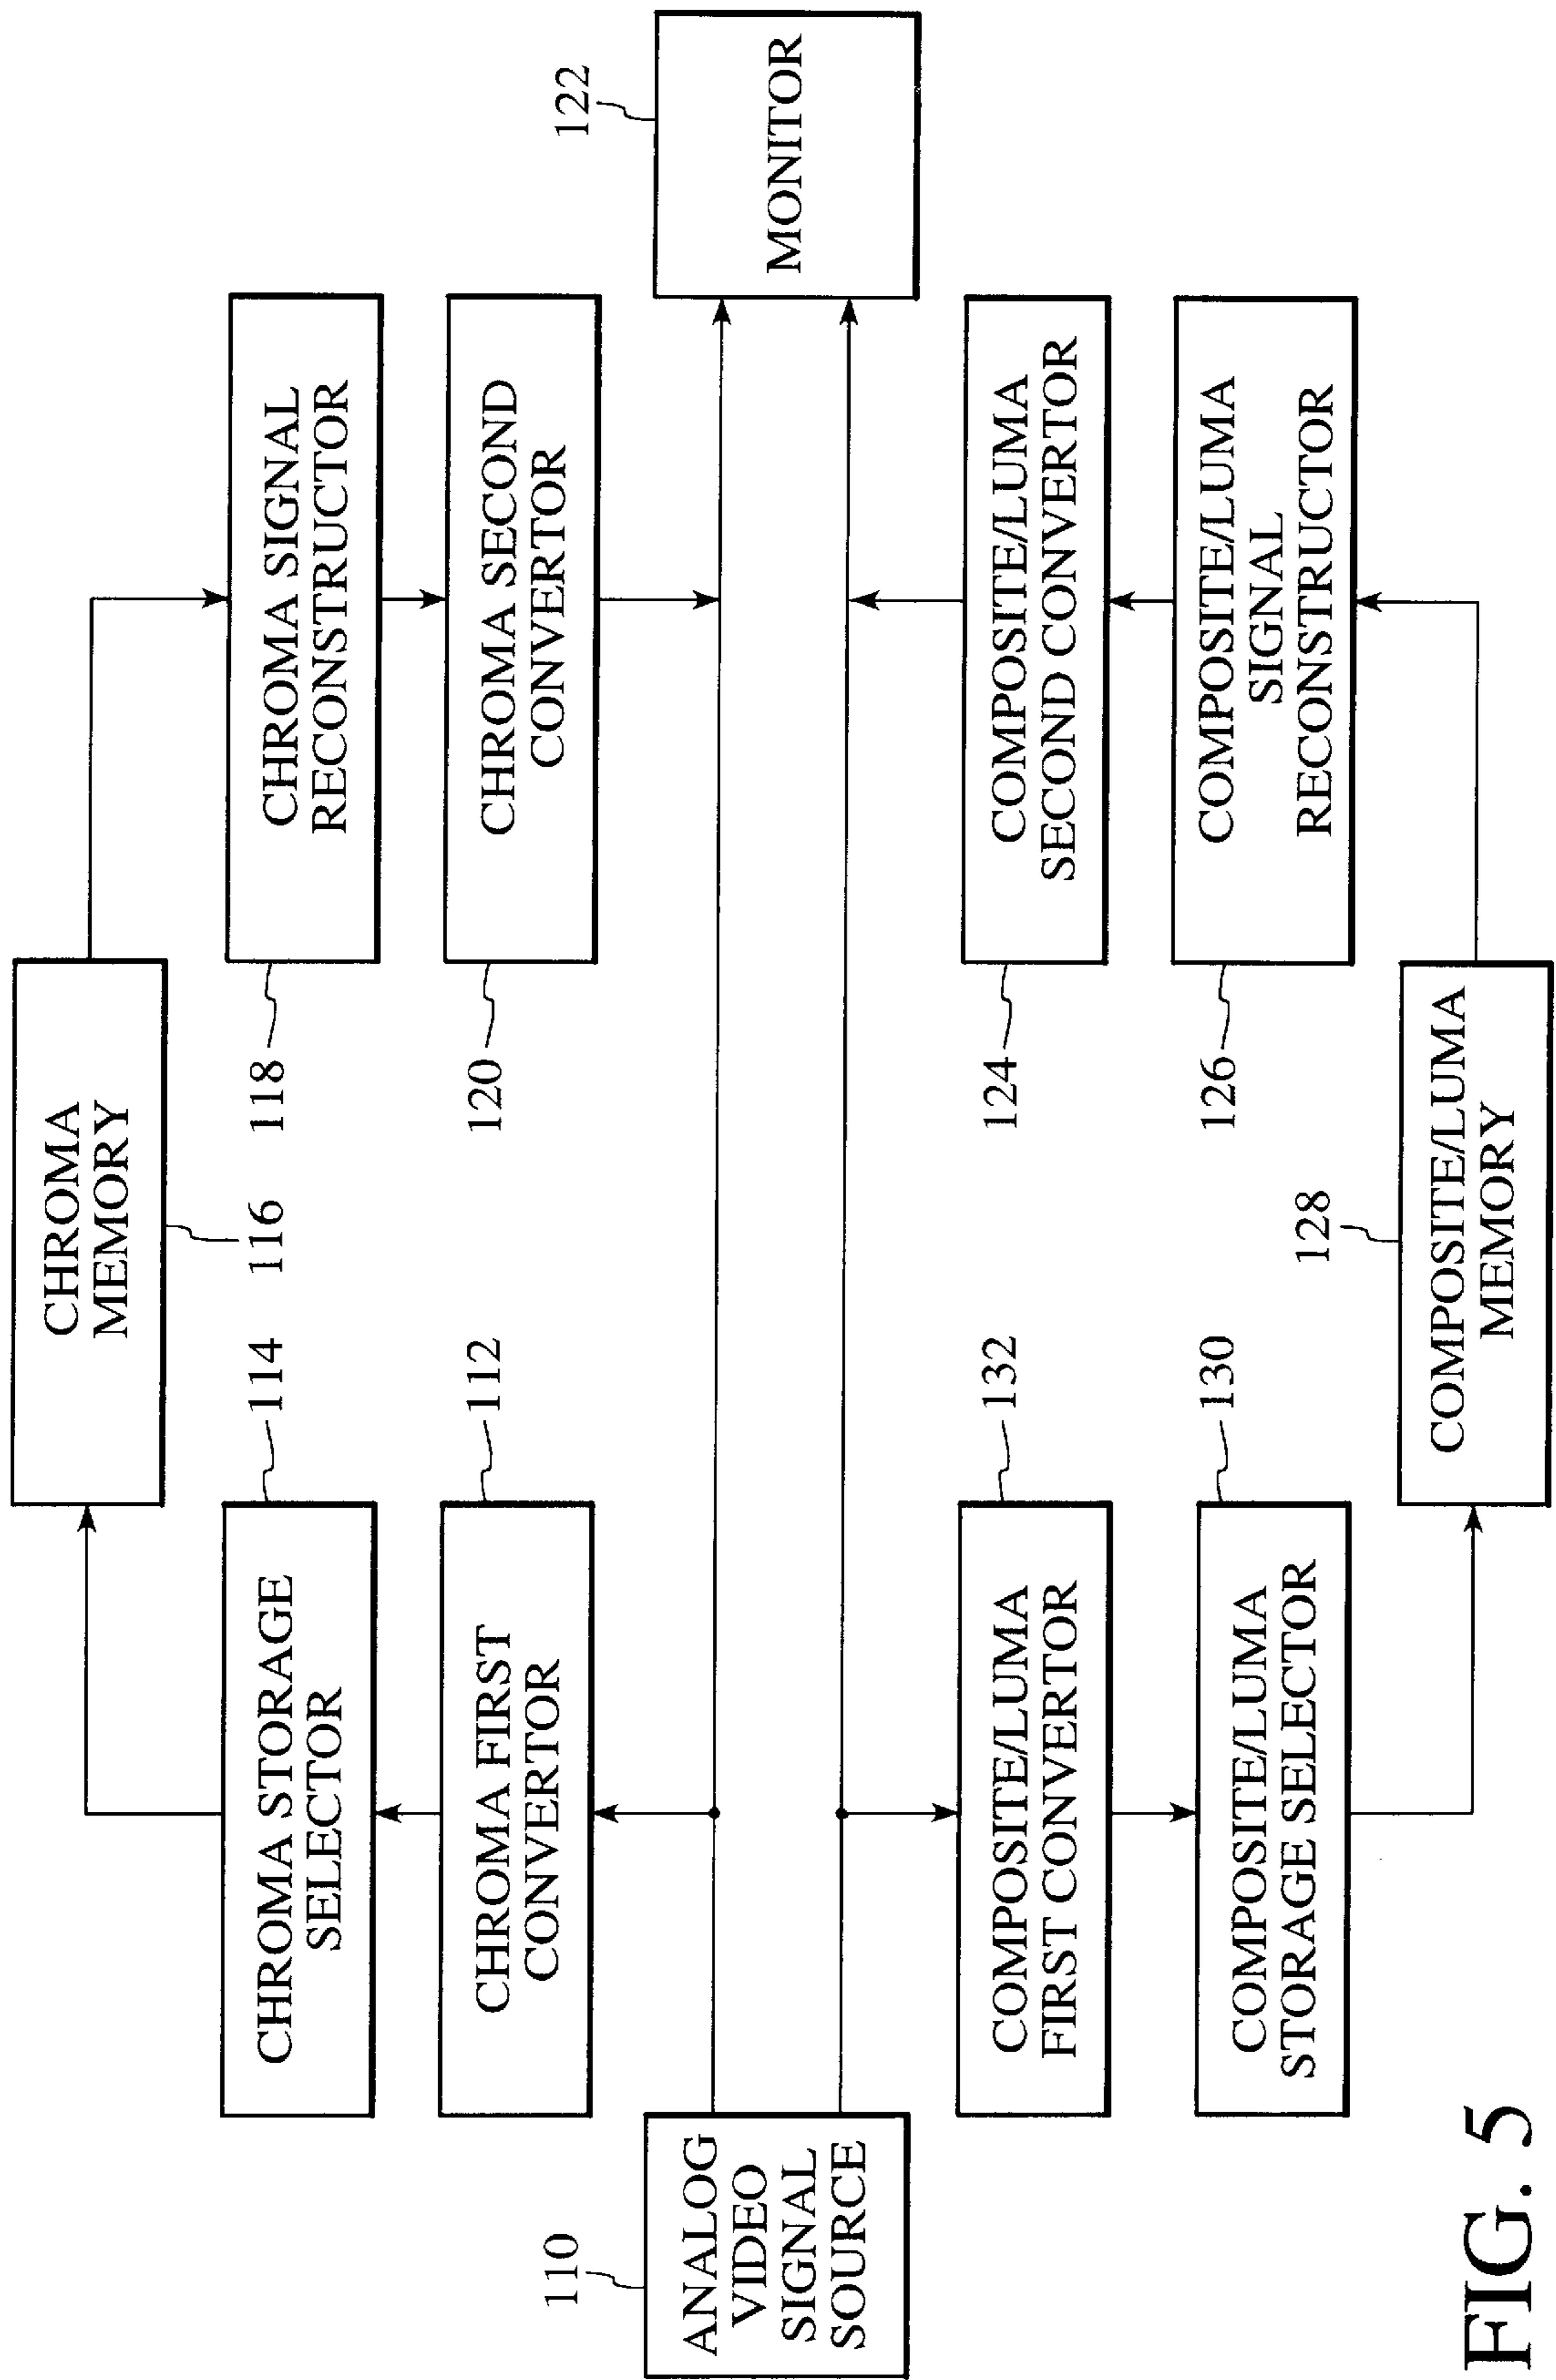 CHROMA
MEMORY
116
114
CHROMA STORAGE
SELECTOR
118
CHROMA SIGNAL
RECONSTRUCTOR
112
CHROMA FIRST
CONVERTOR
120
CHROMA SECOND
CONVERTOR
110
ANALOG
VIDEO
SIGNAL
SOURCE
122
MONITOR
132
COMPOSITE/LUMA
FIRST CONVERTOR
124
COMPOSITE/LUMA
SECOND CONVERTOR
130
COMPOSITE/LUMA
STORAGE SELECTOR
126
COMPOSITE/LUMA
SIGNAL
RECONSTRUCTOR
128
COMPOSITE/LUMA
MEMORY
FIG. 5